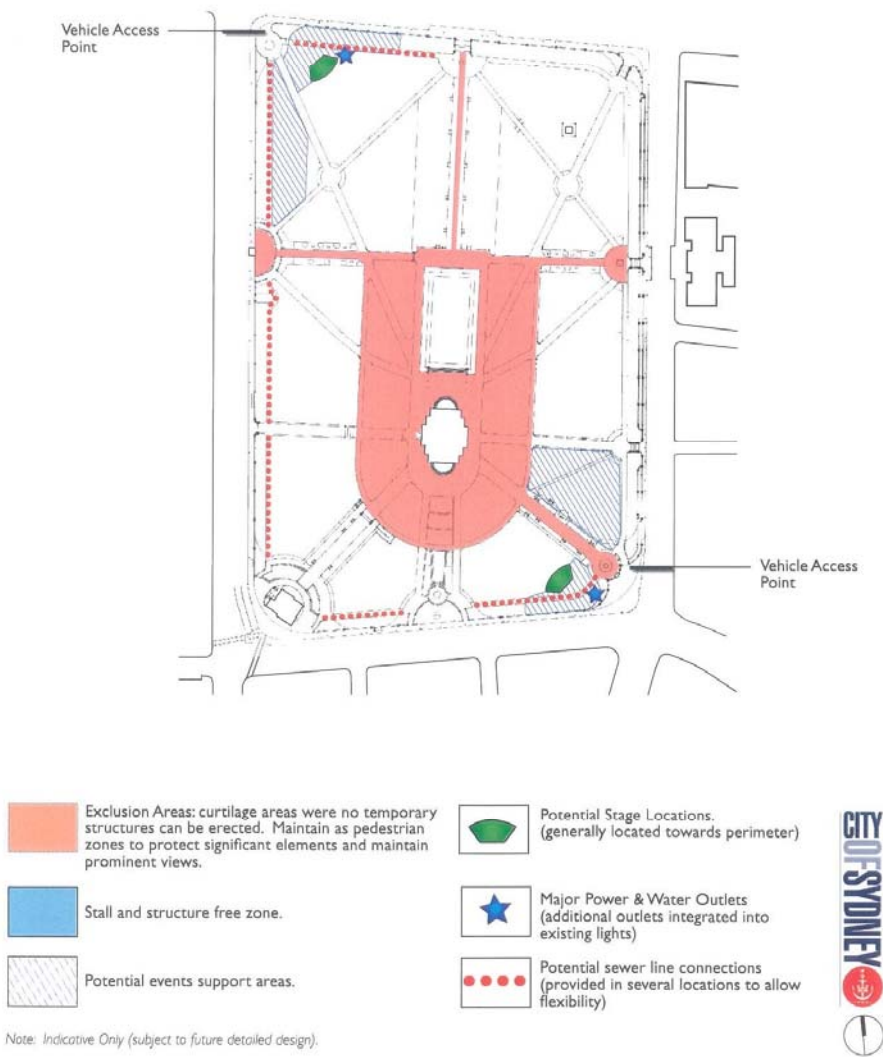 Vehicle Access
Point
Vehicle Access
Point
Exclusion Areas: curtilage areas were no temporary
structures can be erected. Maintain as pedestrian
zones to protect significant elements and maintain
prominent views.
Stall and structure free zone.
Potential events support areas.
Note: Indicative Only (subject to future detailed design).
Potential Stage Locations.
(generally located towards perimeter)
Major Power & Water Outlets
(additional outlets integrated into
existing lights)
Potential sewer line connections
(provided in several locations to allow
flexibility)
CITYOFSYDNEY